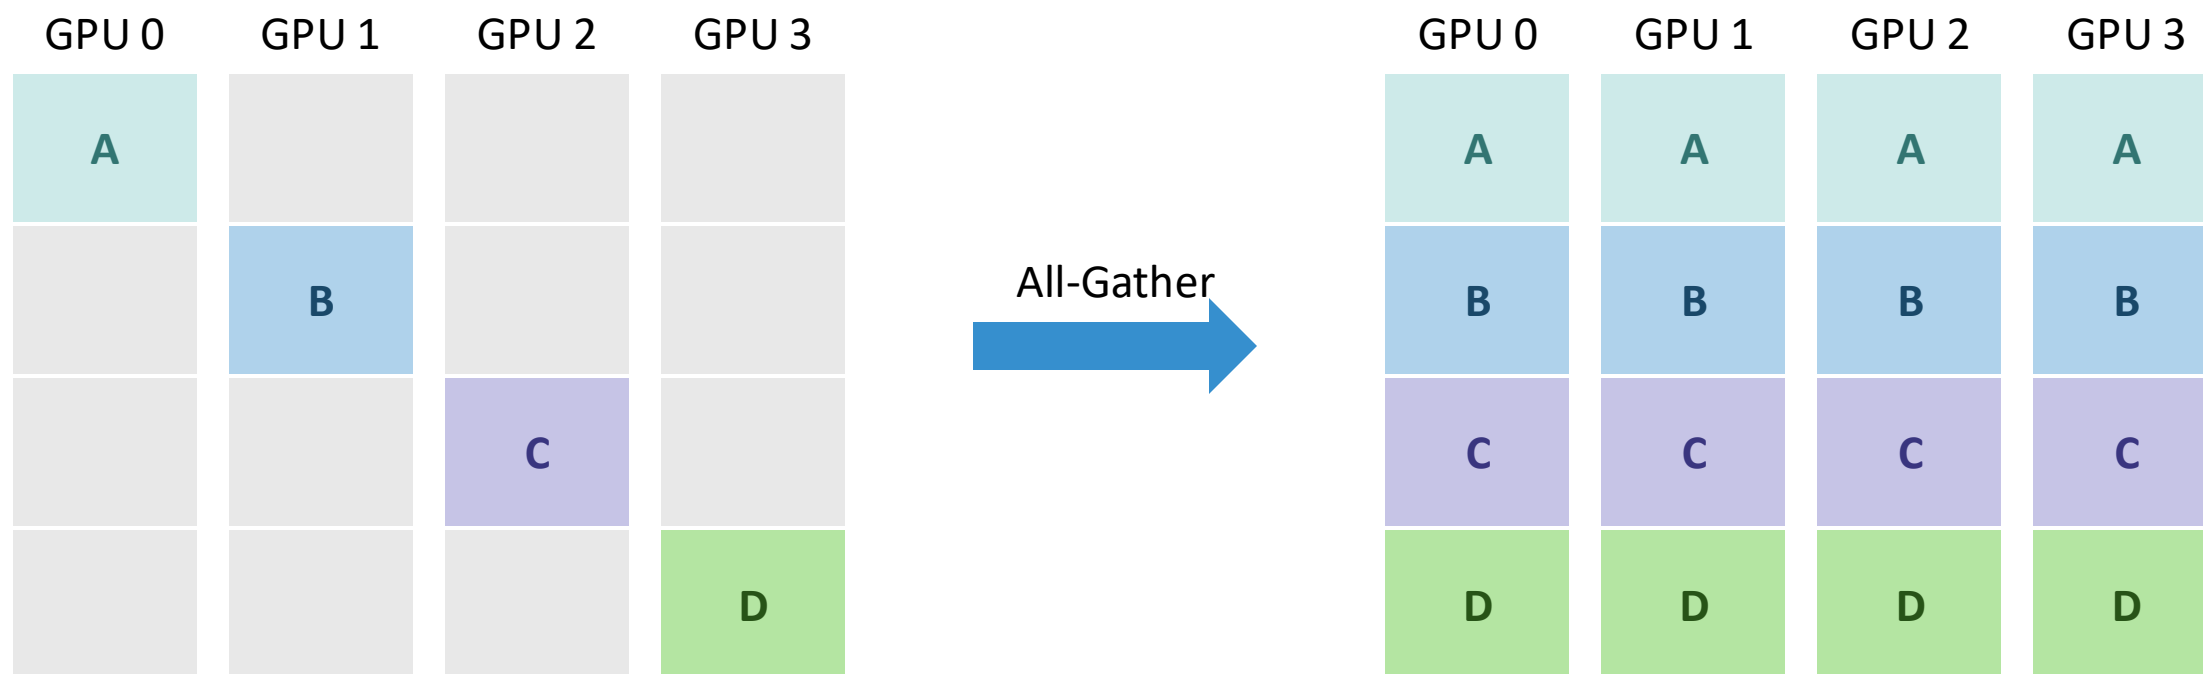 GPU 0 GPU 1 GPU 2 GPU 3
A
B
C
D
All-Gather
GPU 0 GPU 1 GPU 2 GPU 3
A A A A
B B B B
C C C C
D D D D